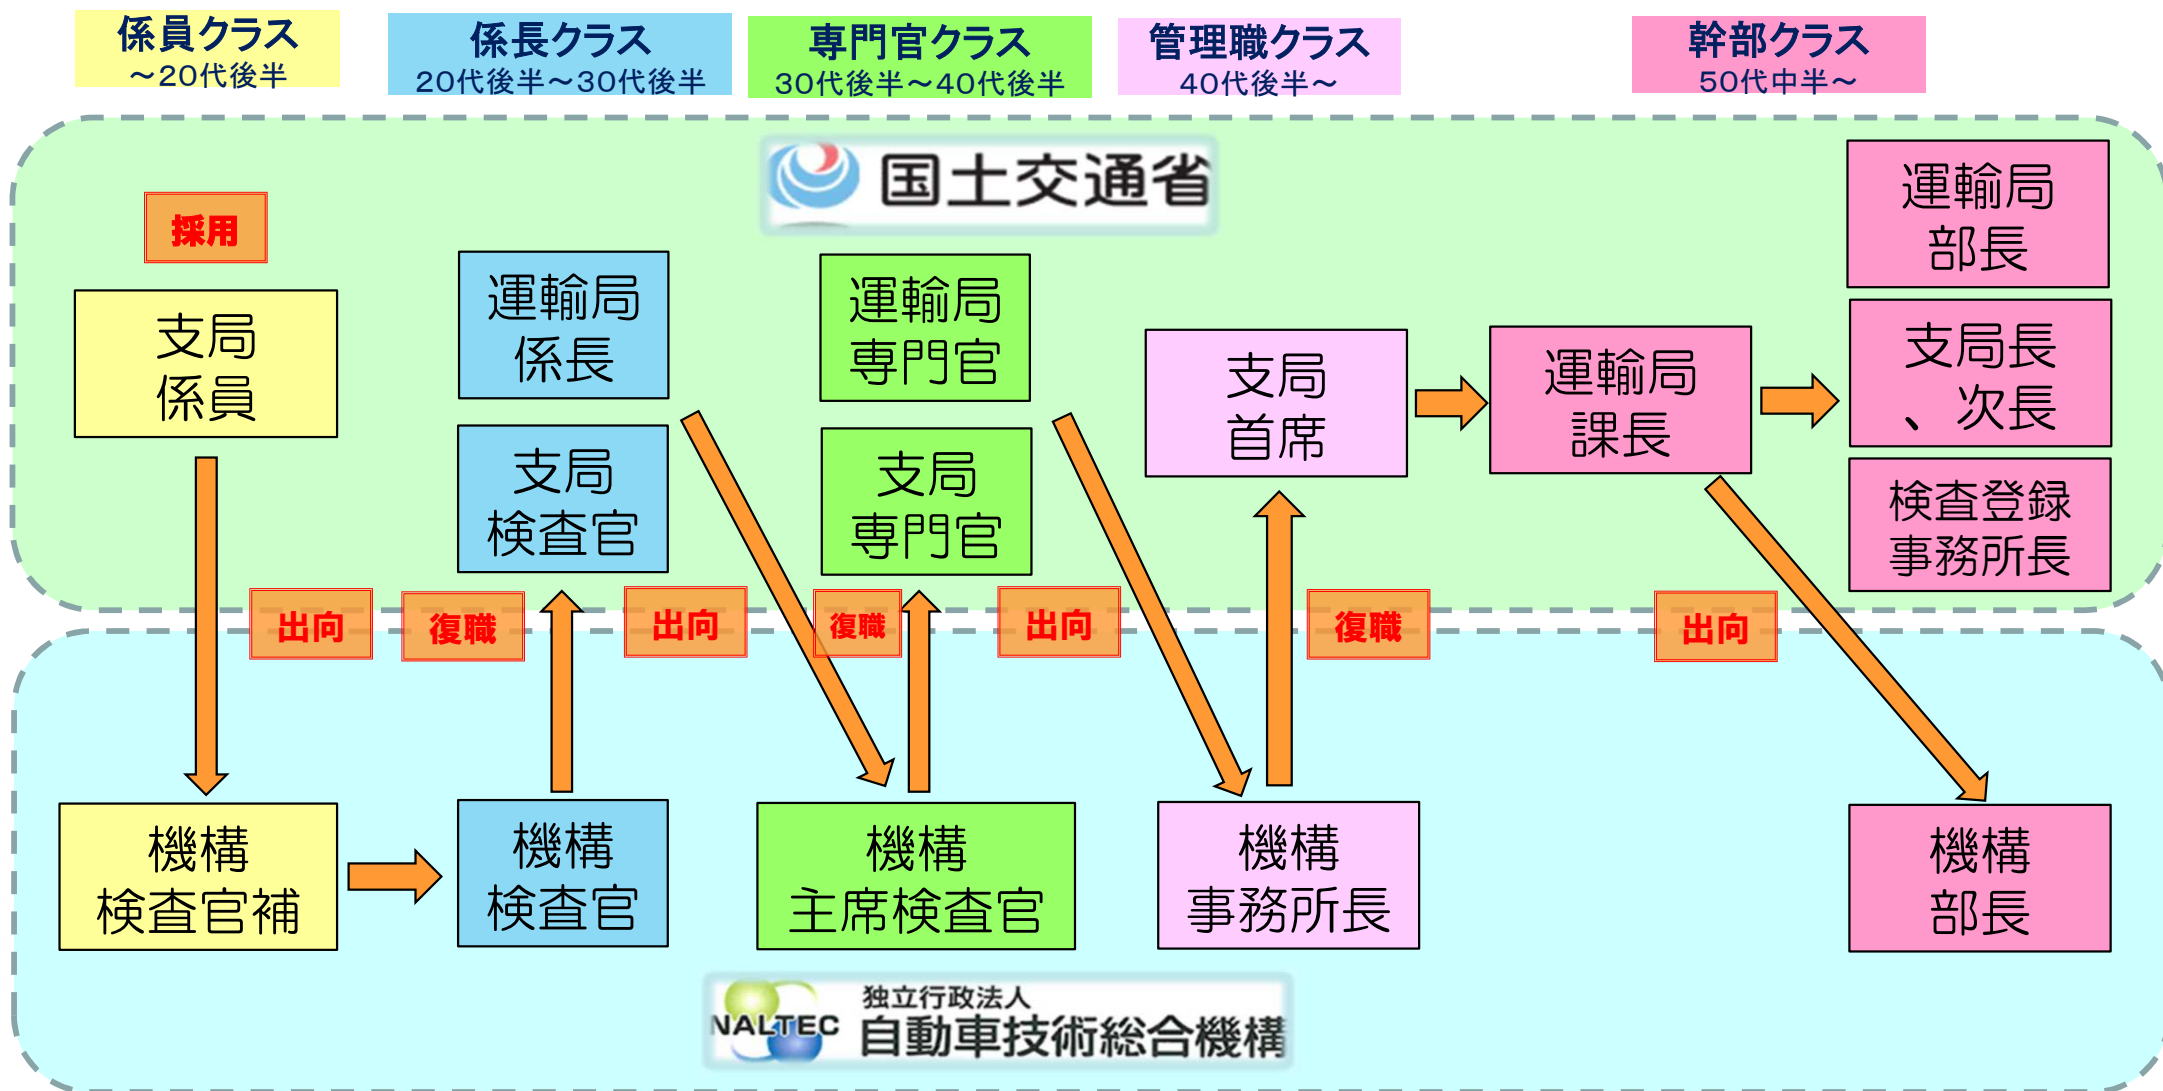 係員クラス
～20代後半
係長クラス
20代後半～30代後半
専門官クラス
30代後半～40代後半
管理職クラス
40代後半～
幹部クラス
50代中半～
国土交通省
採用
支局
係員
運輸局
係長
支局
検査官
運輸局
専門官
支局
専門官
支局
首席
運輸局
課長
運輸局
部長
支局長
、次長
検査登録
事務所長
出向
復職
出向
復職
出向
復職
出向
機構
検査官補
機構
検査官
機構
主席検査官
機構
事務所長
機構
部長
NALTEC
独立行政法人
自動車技術総合機構